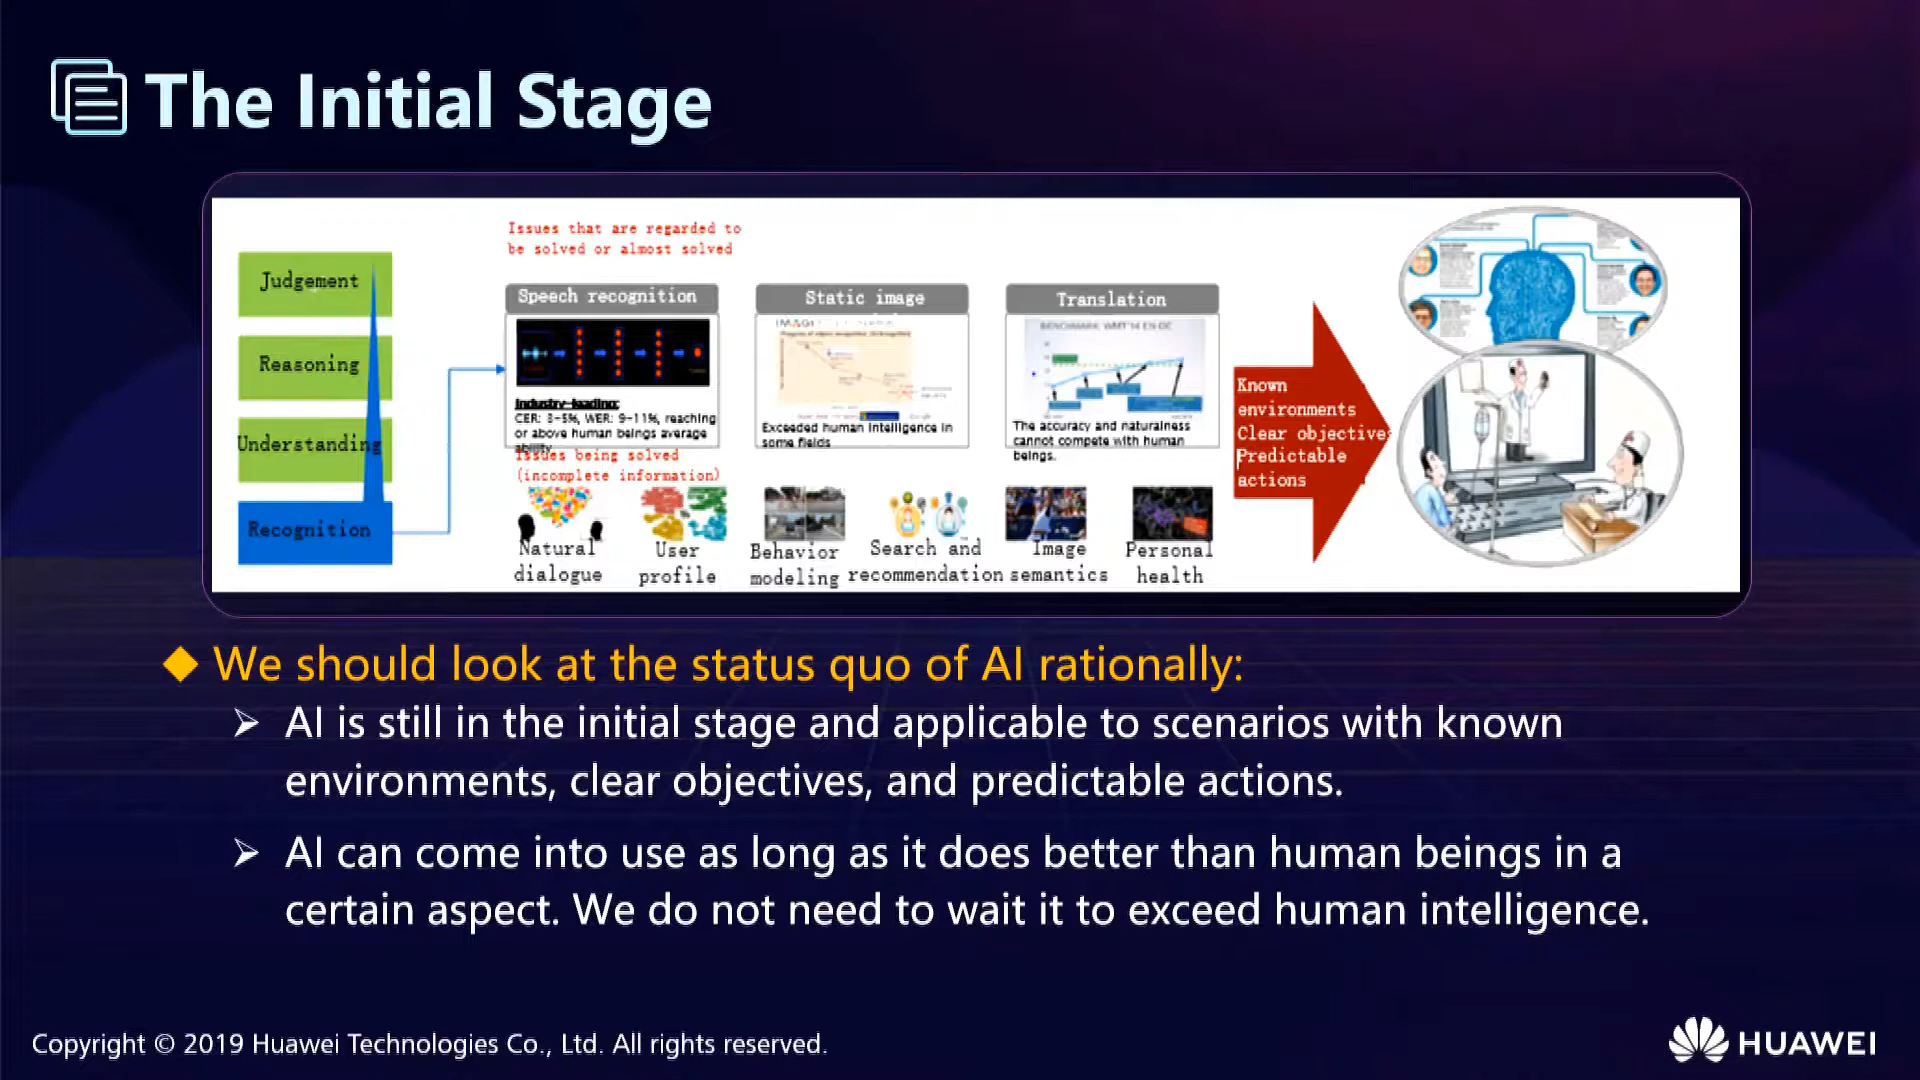 The Initial Stage
Judgement
Reasoning
Understanding
Recognition
Issues that are regarded to
be solved or almost solved
Speech recognition
Industry-leading:
CER: 3-5%, WER: 9-11%, reaching
or above human beings average
ability
Static image
Exceeded human intelligence in
some fields
Translation
BENCHMARK: WMT'14 EN-DE
The accuracy and naturalness
cannot compete with human
beings.
Issues being solved
(incomplete information)
Natural
dialogue
User
profile
Behavior
modeling
Search and
recommendation
Image
semantics
Personal
health
Known
environments
Clear objectives
Predictable
actions
We should look at the status quo of AI rationally:
AI is still in the initial stage and applicable to scenarios with known
environments, clear objectives, and predictable actions.
AI can come into use as long as it does better than human beings in a
certain aspect. We do not need to wait it to exceed human intelligence.
Copyright © 2019 Huawei Technologies Co., Ltd. All rights reserved.
HUAWEI